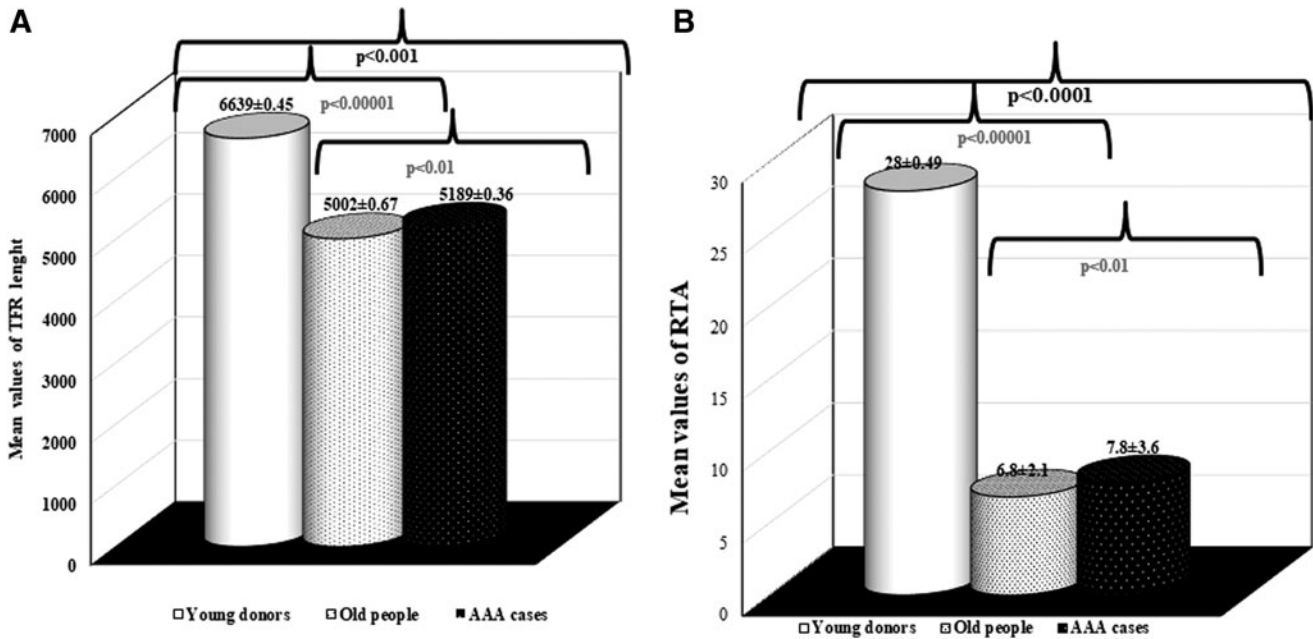 A
p<0.001
6639±0.45
p<0.00001
p<0.01
5002±0.67
5189±0.36
7000
6000
5000
4000
3000
2000
1000
0
Mean values of TFR lenght
Young donors Old people AAA cases
B
p<0.0001
p<0.00001
28±0.49
p<0.01
6.8±2.1
7.8±3.6
30
25
20
15
10
5
0
Mean values of RTA
Young donors Old people AAA cases